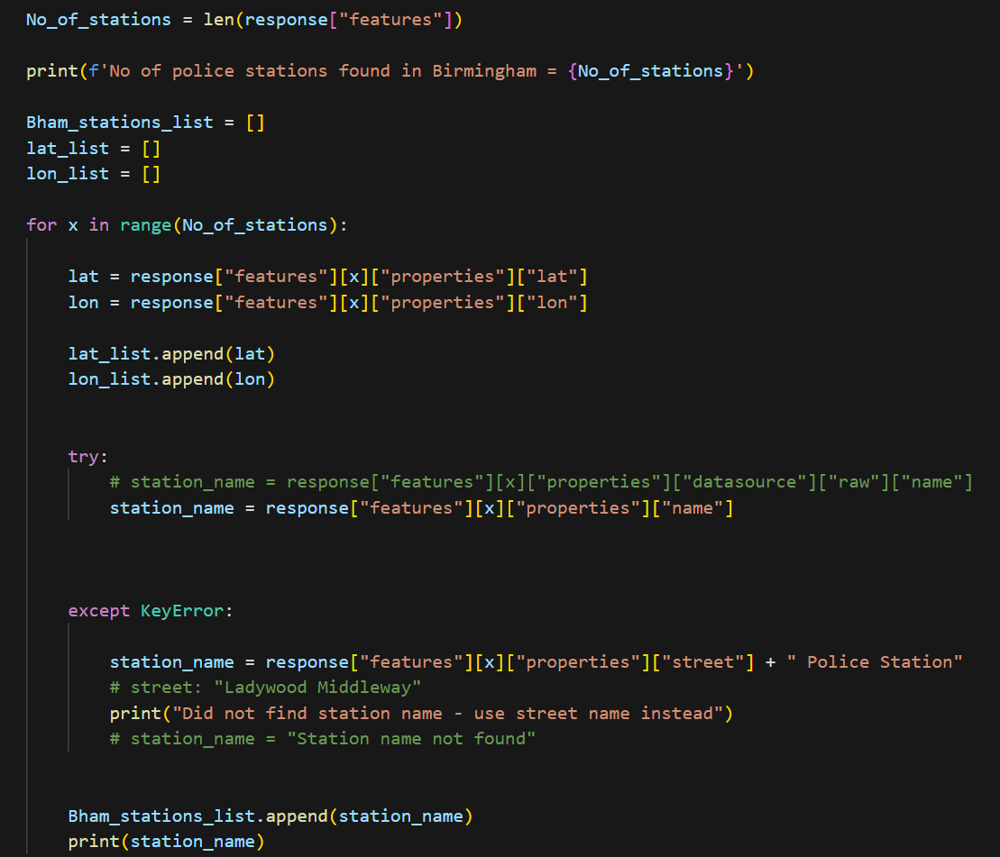 No_of_stations = len(response["features"])
print(f'No of police stations found in Birmingham = {No_of_stations}')
Bham_stations_list = []
lat_list = []
lon_list = []
for x in range(No_of_stations):
lat = response["features"][x]["properties"]["lat"]
lon = response["features"][x]["properties"]["lon"]
lat_list.append(lat)
lon_list.append(lon)
try:
# station_name = response["features"][x]["properties"]["datasource"]["raw"]["name"]
station_name = response["features"][x]["properties"]["name"]
except KeyError:
station_name = response["features"][x]["properties"]["street"] + " Police Station"
# street: "Ladywood Middleway"
print("Did not find station name - use street name instead")
# station_name = "Station name not found"
Bham_stations_list.append(station_name)
print(station_name)